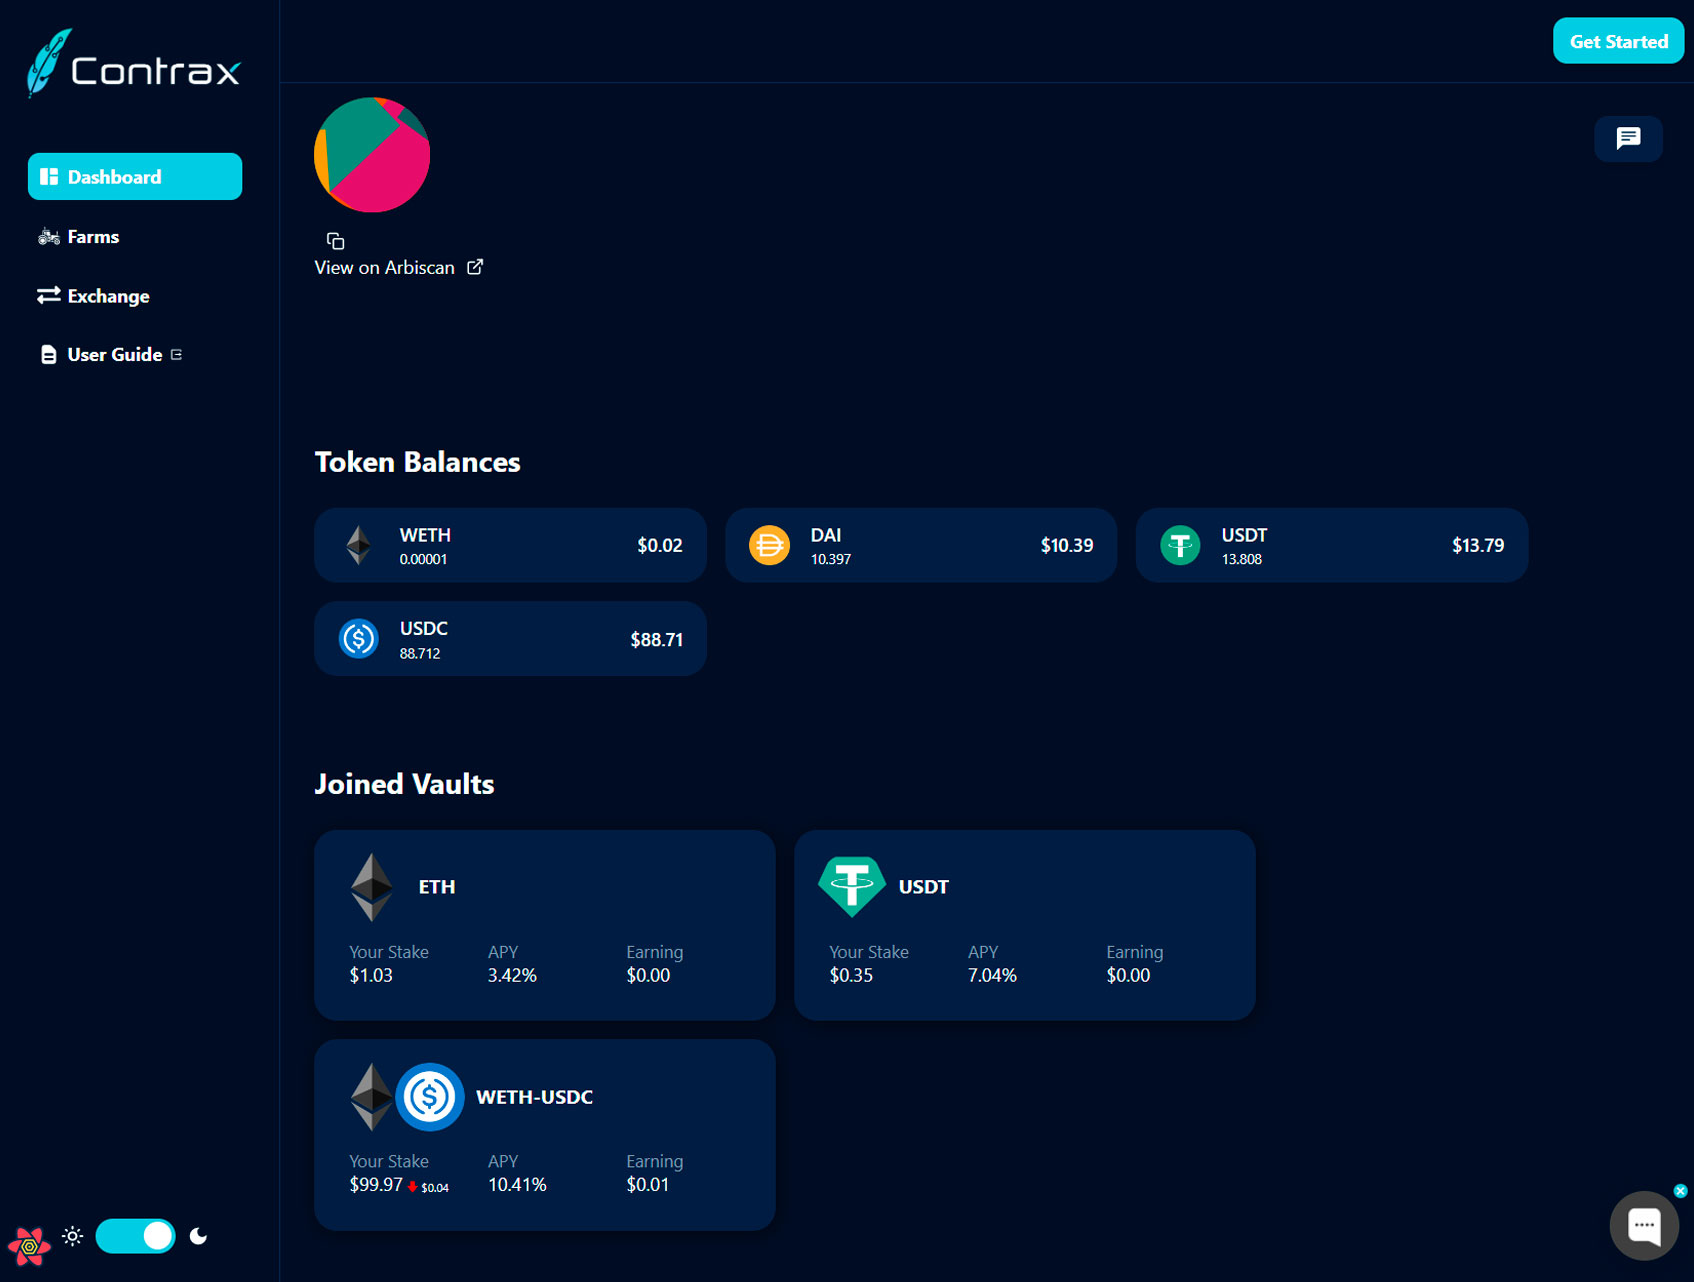 Contrax
Get Started
Dashboard
Farms
Exchange
User Guide
View on Arbiscan
Token Balances
WETH
0.00001
$0.02
DAI
10.397
$10.39
USDT
13.808
$13.79
USDC
88.712
$88.71
Joined Vaults
ETH
Your Stake APY Earning
$1.03 3.42% $0.00
USDT
Your Stake APY Earning
$0.35 7.04% $0.00
WETH-USDC
Your Stake APY Earning
$99.97 $0.04 10.41% $0.01